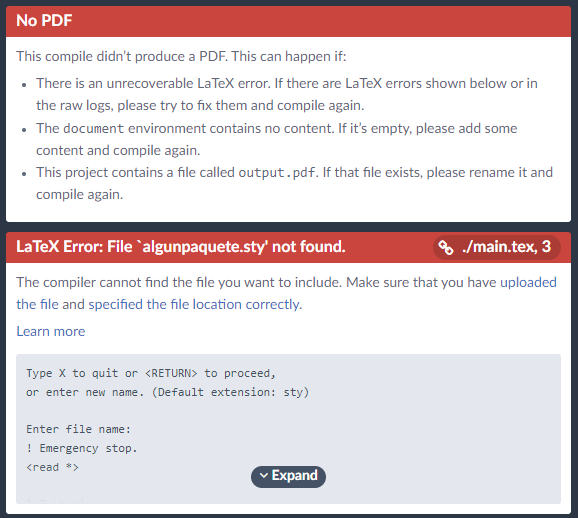 No PDF
This compile didn't produce a PDF. This can happen if:
• There is an unrecoverable LaTeX error. If there are LaTeX errors shown below or in
the raw logs, please try to fix them and compile again.
• The document environment contains no content. If it's empty, please add some
content and compile again.
• This project contains a file called output.pdf. If that file exists, please rename it and
compile again.
LaTeX Error: File `algunpaquete.sty' not found.
./main.tex, 3
The compiler cannot find the file you want to include. Make sure that you have uploaded
the file and specified the file location correctly.
Learn more
Type X to quit or <RETURN> to proceed,
or enter new name. (Default extension: sty)
Enter file name:
! Emergency stop.
<read *>
Expand